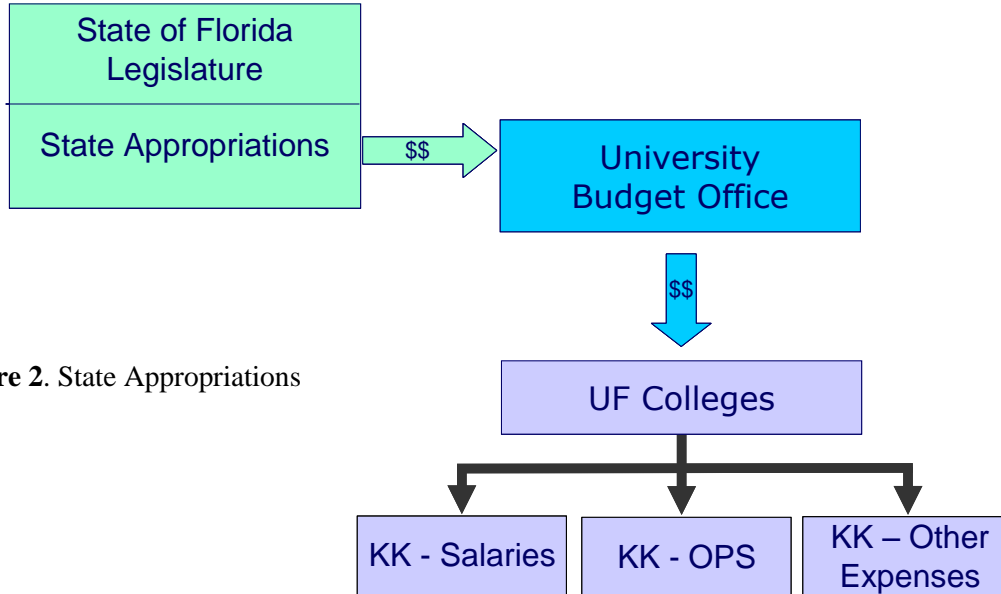 State of Florida
Legislature
State Appropriations
$$
University
Budget Office
$$
re 2. State Appropriations
UF Colleges
KK - Salaries
KK - OPS
KK – Other
Expenses